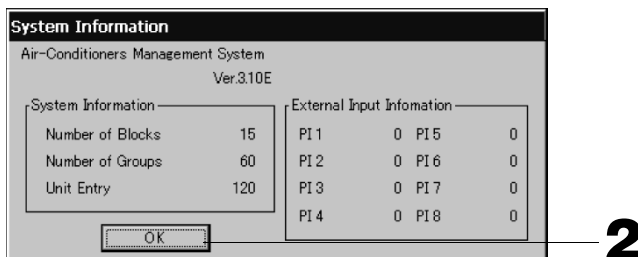 System Information
Air-Conditioners Management System
Ver.3.10E
System Information
Number of Blocks 15
Number of Groups 60
Unit Entry 120
External Input Infomation
PI 1 0 PI 5 0
PI 2 0 PI 6 0
PI 3 0 PI 7 0
PI 4 0 PI 8 0
OK
2